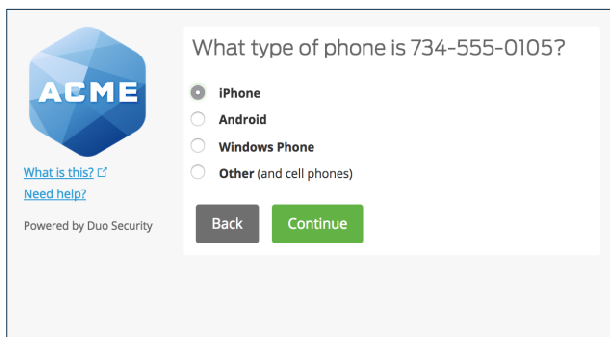 ACME
What is this?
Need help?
Powered by Duo Security
What type of phone is 734-555-0105?
iPhone
Android
Windows Phone
Other (and cell phones)
Back
Continue